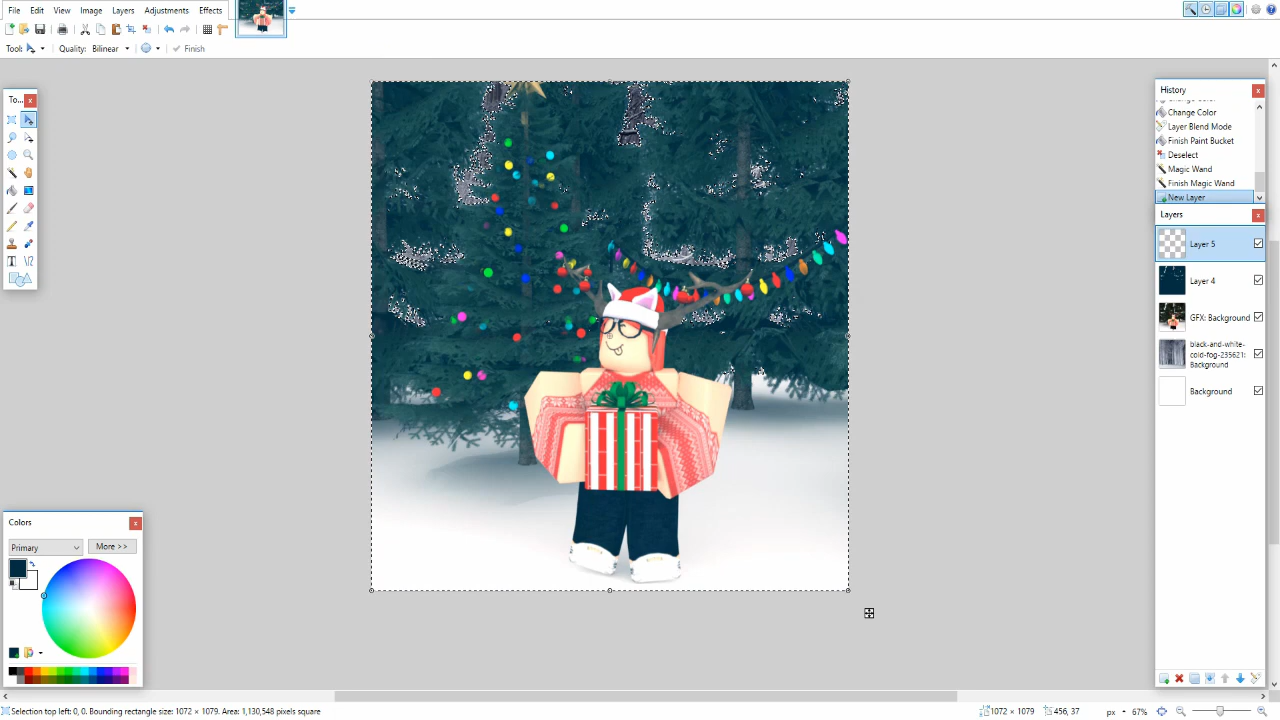 File Edit View Image Layers Adjustments Effects
Tool: Quality: Bilinear Finish
To...
History
Change Color
Layer Blend Mode
Finish Paint Bucket
Deselect
Magic Wand
Finish Magic Wand
New Layer
Layers
Layer 5
Layer 4
GFX: Background
black-and-white-
cold-fog-235621:
Background
Background
Colors
Primary More >>
Selection top left: 0, 0. Bounding rectangle size: 1072 × 1079. Area: 1,130,548 pixels square 1072 × 1079 456, 37 px 67%